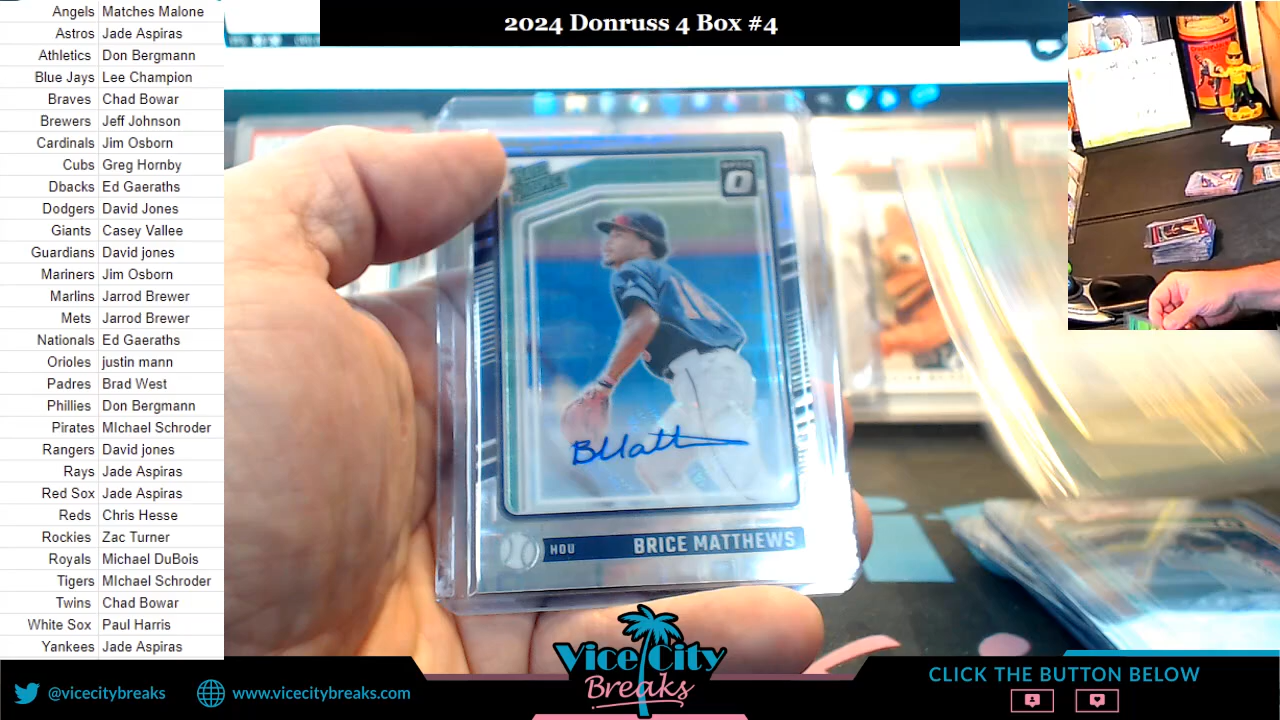 2024 Donruss 4 Box #4
Angels Matches Malone
Astros Jade Aspiras
Athletics Don Bergmann
Blue Jays Lee Champion
Braves Chad Bowar
Brewers Jeff Johnson
Cardinals Jim Osborn
Cubs Greg Hornby
Dbacks Ed Gaeraths
Dodgers David Jones
Giants Casey Vallee
Guardians David jones
Mariners Jim Osborn
Marlins Jarrod Brewer
Mets Jarrod Brewer
Nationals Ed Gaeraths
Orioles justin mann
Padres Brad West
Phillies Don Bergmann
Pirates MIchael Schroder
Rangers David jones
Rays Jade Aspiras
Red Sox Jade Aspiras
Reds Chris Hesse
Rockies Zac Turner
Royals Michael DuBois
Tigers MIchael Schroder
Twins Chad Bowar
White Sox Paul Harris
Yankees Jade Aspiras
OPTIC
HOU BRICE MATTHEWS
Vice City
Breaks
@vicecitybreaks
www.vicecitybreaks.com
CLICK THE BUTTON BELOW